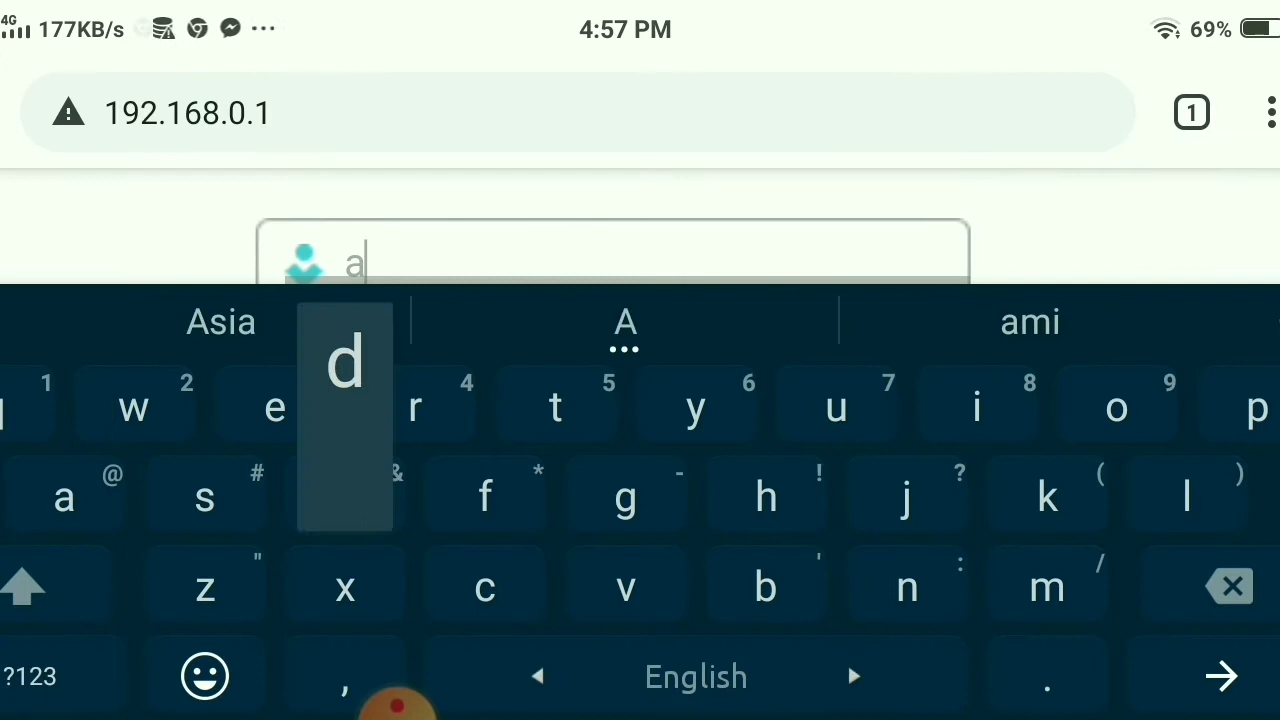 4G 177KB/s ... 4:57 PM 69%
192.168.0.1 1
a
Asia A ami
d
1 2 4 5 6 7 8 9
w e r t y u i o p
@ # & * - ! ? ( )
a s f g h j k l
" ' : /
z x c v b n m
?123 , English .